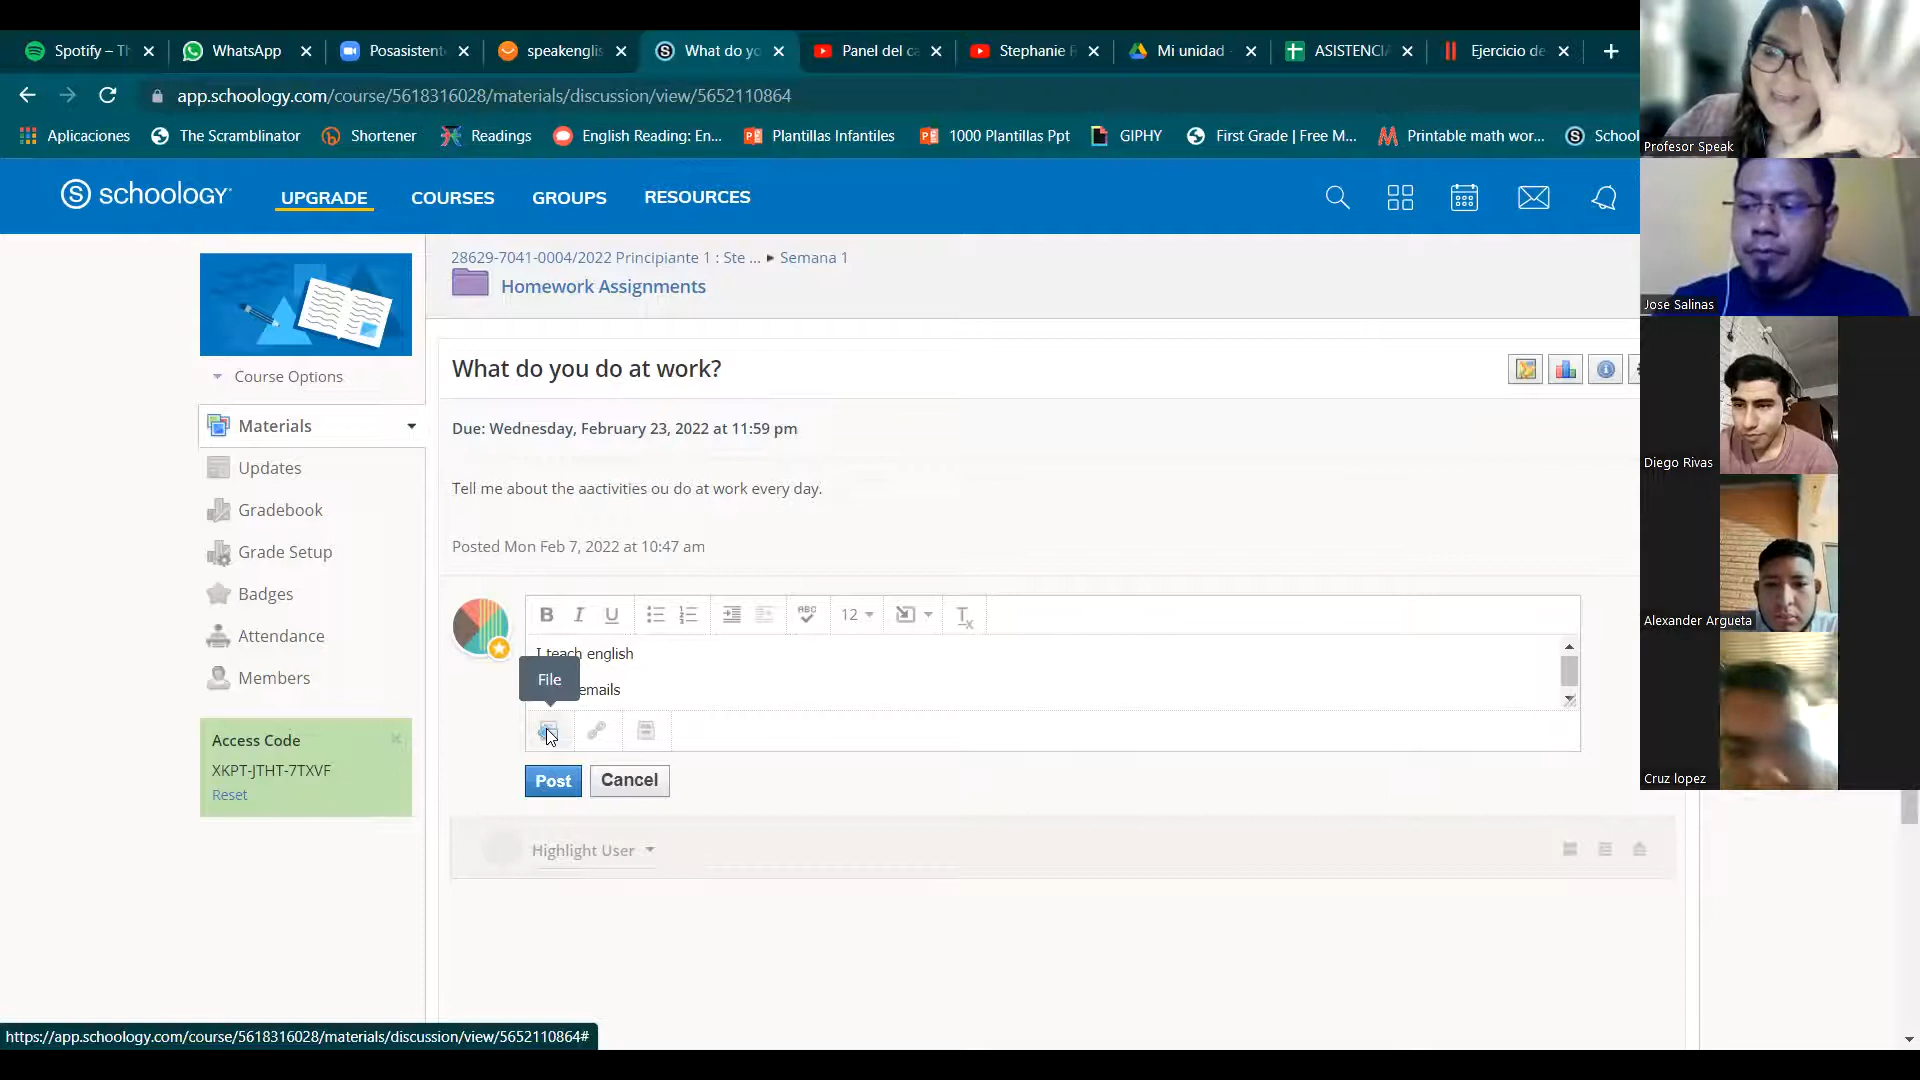 Spotify – Th
WhatsApp
Posasistent
speakenglis
What do yo
Panel del ca
Stephanie R
Mi unidad
ASISTENCIA
Ejercicio de
app.schoology.com/course/5618316028/materials/discussion/view/5652110864
Aplicaciones
The Scramblinator
Shortener
Readings
English Reading: En...
Plantillas Infantiles
1000 Plantillas Ppt
GIPHY
First Grade | Free M...
Printable math wor...
School
Profesor Speak
schoology
UPGRADE
COURSES
GROUPS
RESOURCES
28629-7041-0004/2022 Principiante 1 : Ste ... ▸ Semana 1
Homework Assignments
Jose Salinas
Course Options
What do you do at work?
Materials
Due: Wednesday, February 23, 2022 at 11:59 pm
Updates
Diego Rivas
Tell me about the aactivities ou do at work every day.
Gradebook
Posted Mon Feb 7, 2022 at 10:47 am
Grade Setup
Badges
B I U
ABC
12
Tx
Alexander Argueta
Attendance
I teach english
Members
File
emails
Access Code
XKPT-JTHT-7TXVF
Reset
Post
Cancel
Cruz lopez
Highlight User
https://app.schoology.com/course/5618316028/materials/discussion/view/5652110864#